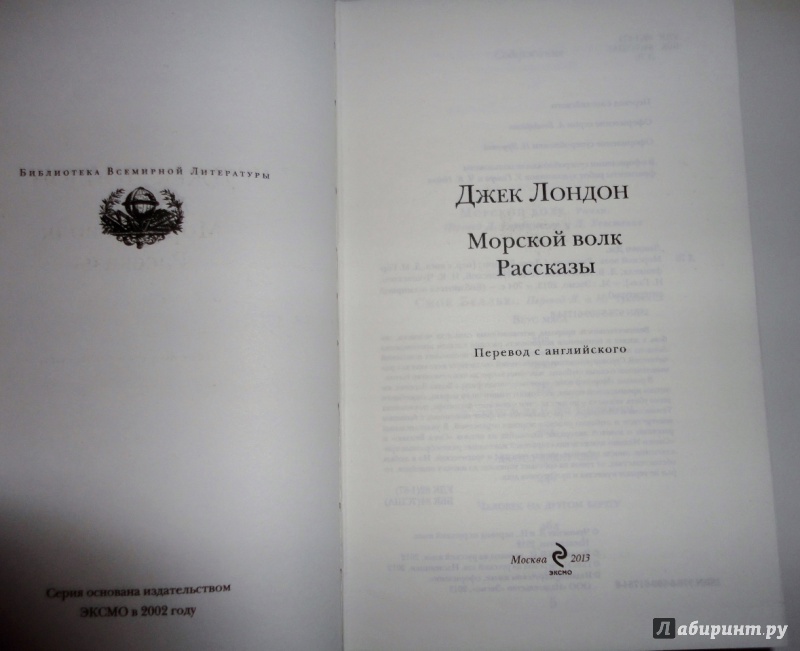 Библиотека Всемирной Литературы
Серия основана издательством
ЭКСМО в 2002 году
Джек Лондон
Морской волк
Рассказы
Перевод с английского
Москва 2013
ЭКСМО
Лабиринт.ру